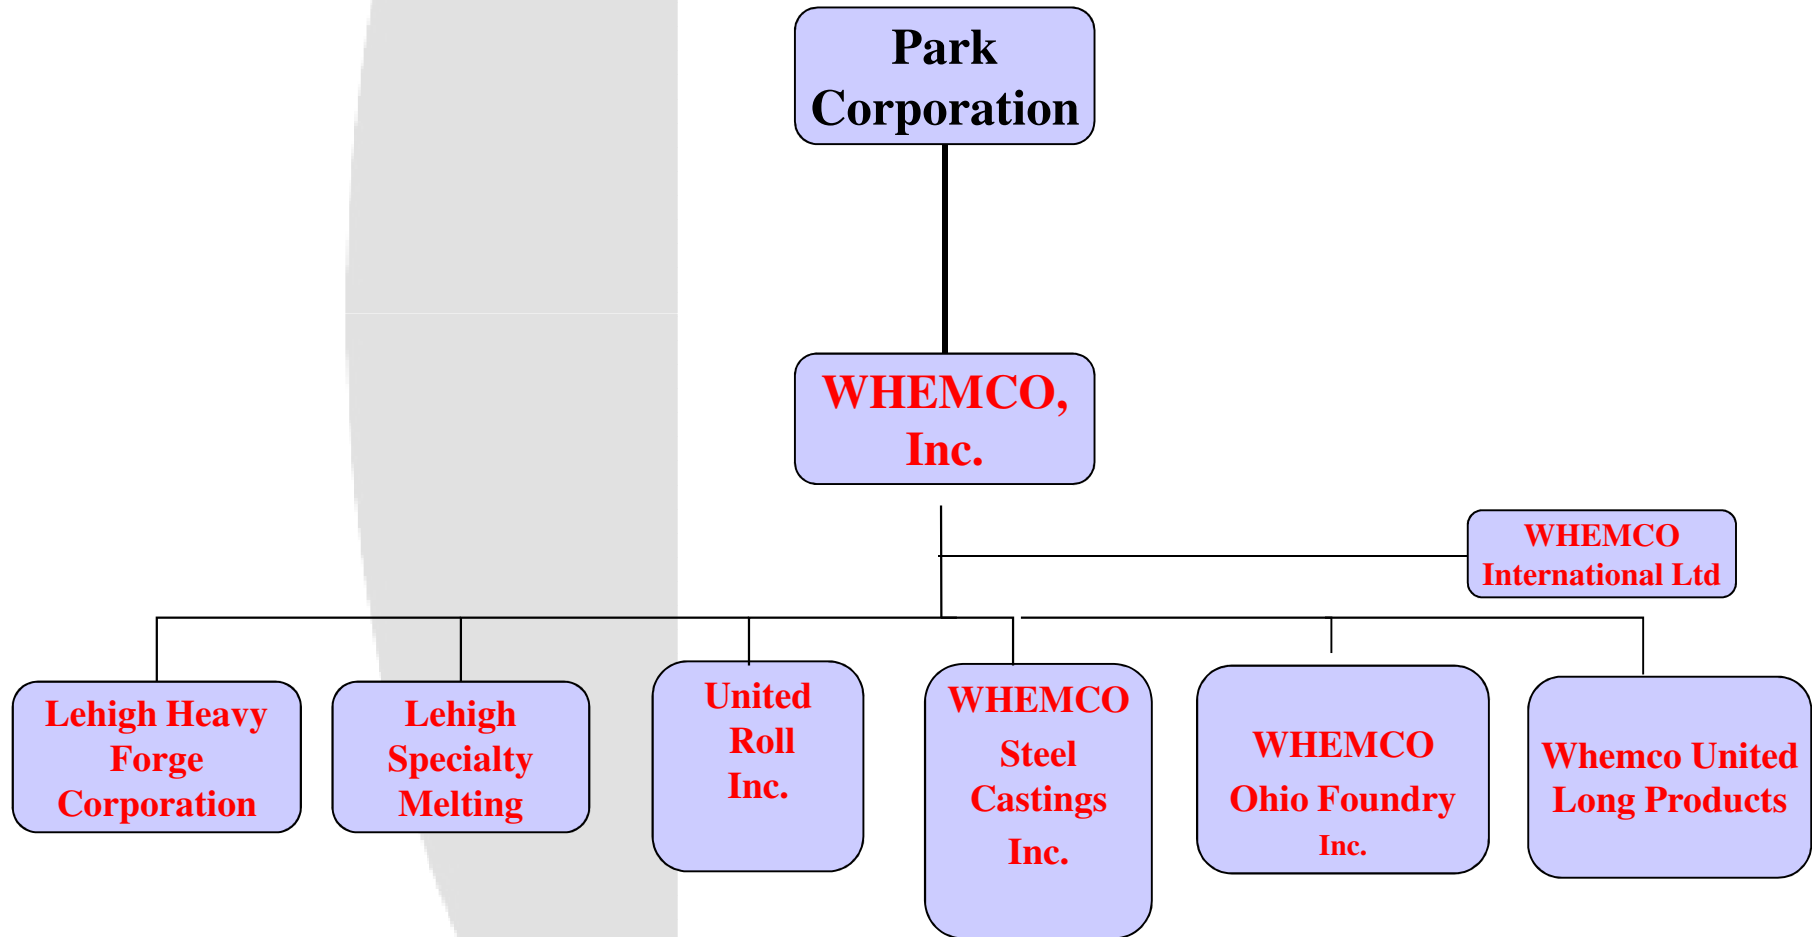 Park
Corporation
WHEMCO,
Inc.
WHEMCO
International Ltd
Lehigh Heavy
Forge
Corporation
Lehigh
Specialty
Melting
United
Roll
Inc.
WHEMCO
Steel
Castings
Inc.
WHEMCO
Ohio Foundry
Inc.
Whemco United
Long Products